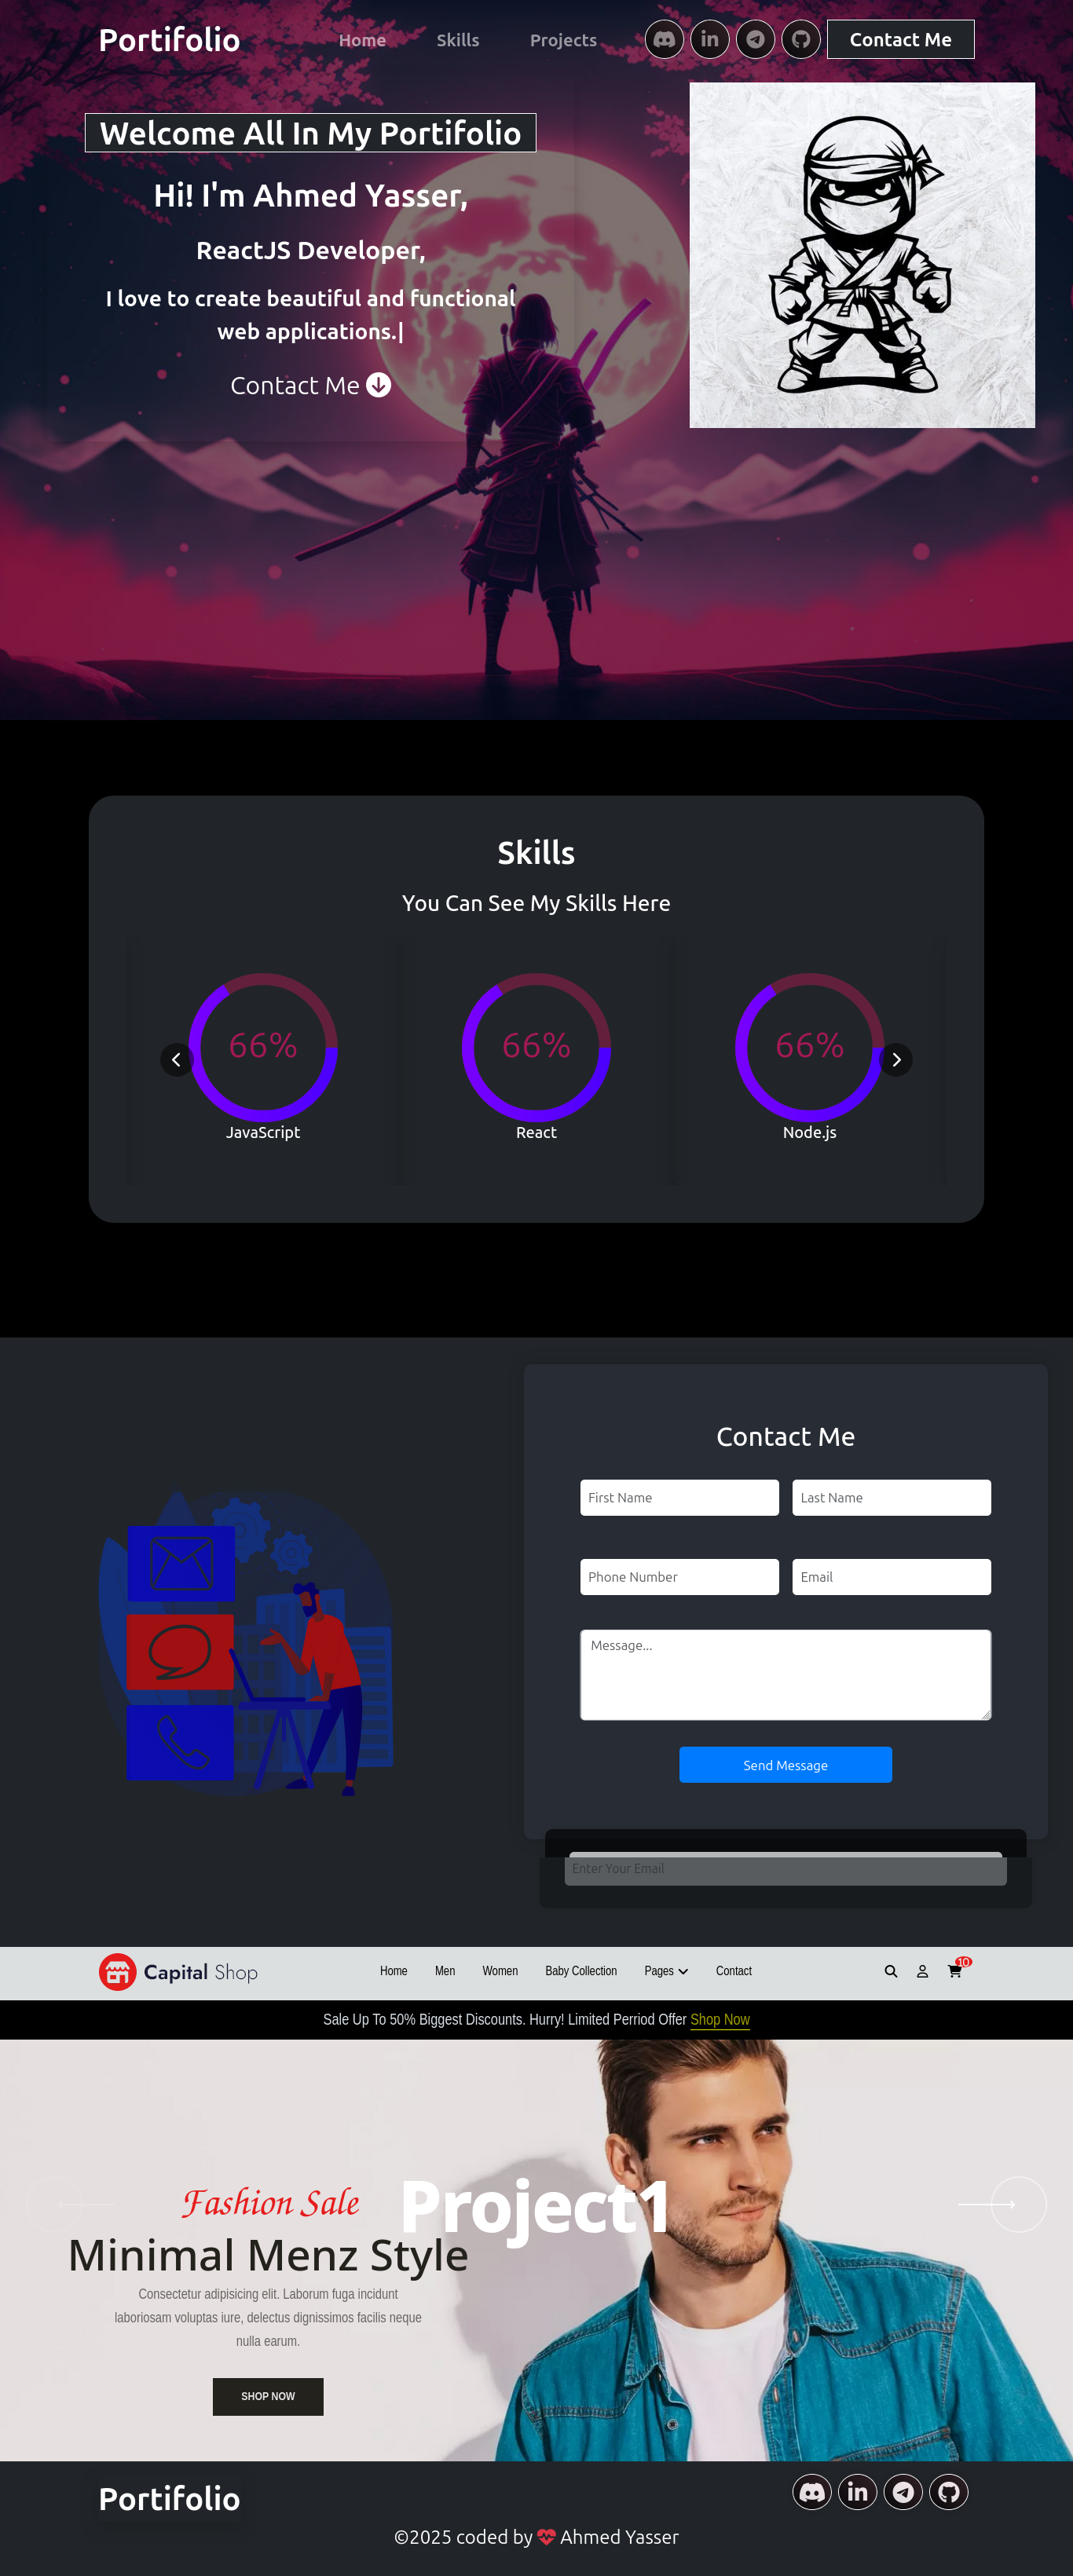 Portifolio
Home
Skills
Projects
Contact Me
Welcome All In My Portifolio
Hi! I'm Ahmed Yasser,
ReactJS Developer,
I love to create beautiful and functional
web applications.|
Contact Me
Skills
You Can See My Skills Here
66%
66%
66%
JavaScript
React
Node.js
Contact Me
First Name
Last Name
Phone Number
Email
Message...
Send Message
Enter Your Email
Capital Shop
Home
Men
Women
Baby Collection
Pages
Contact
10
Sale Up To 50% Biggest Discounts. Hurry! Limited Perriod Offer Shop Now
Project1
Fashion Sale
Minimal Menz Style
Consectetur adipisicing elit. Laborum fuga incidunt
laboriosam voluptas iure, delectus dignissimos facilis neque
nulla earum.
SHOP NOW
Portifolio
©2025 coded by Ahmed Yasser